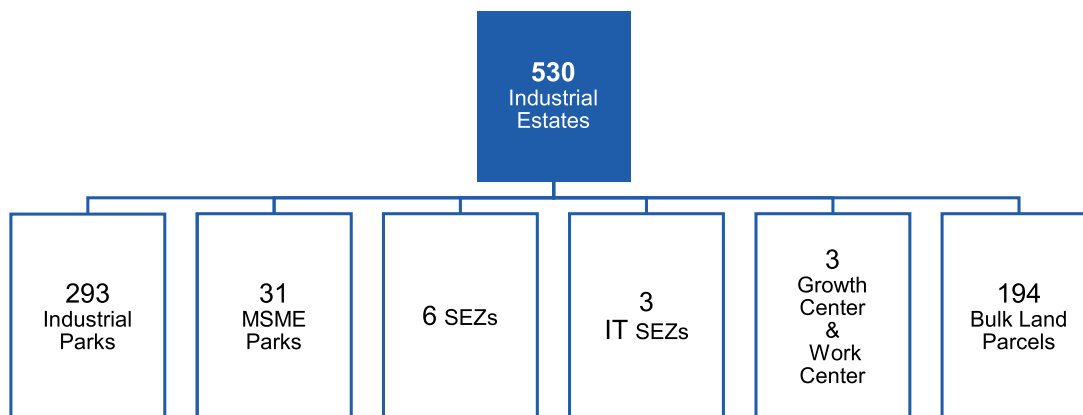 530
Industrial
Estates
293
Industrial
Parks
31
MSME
Parks
6 SEZs
3
IT SEZs
3
Growth
Center
&
Work
Center
194
Bulk Land
Parcels